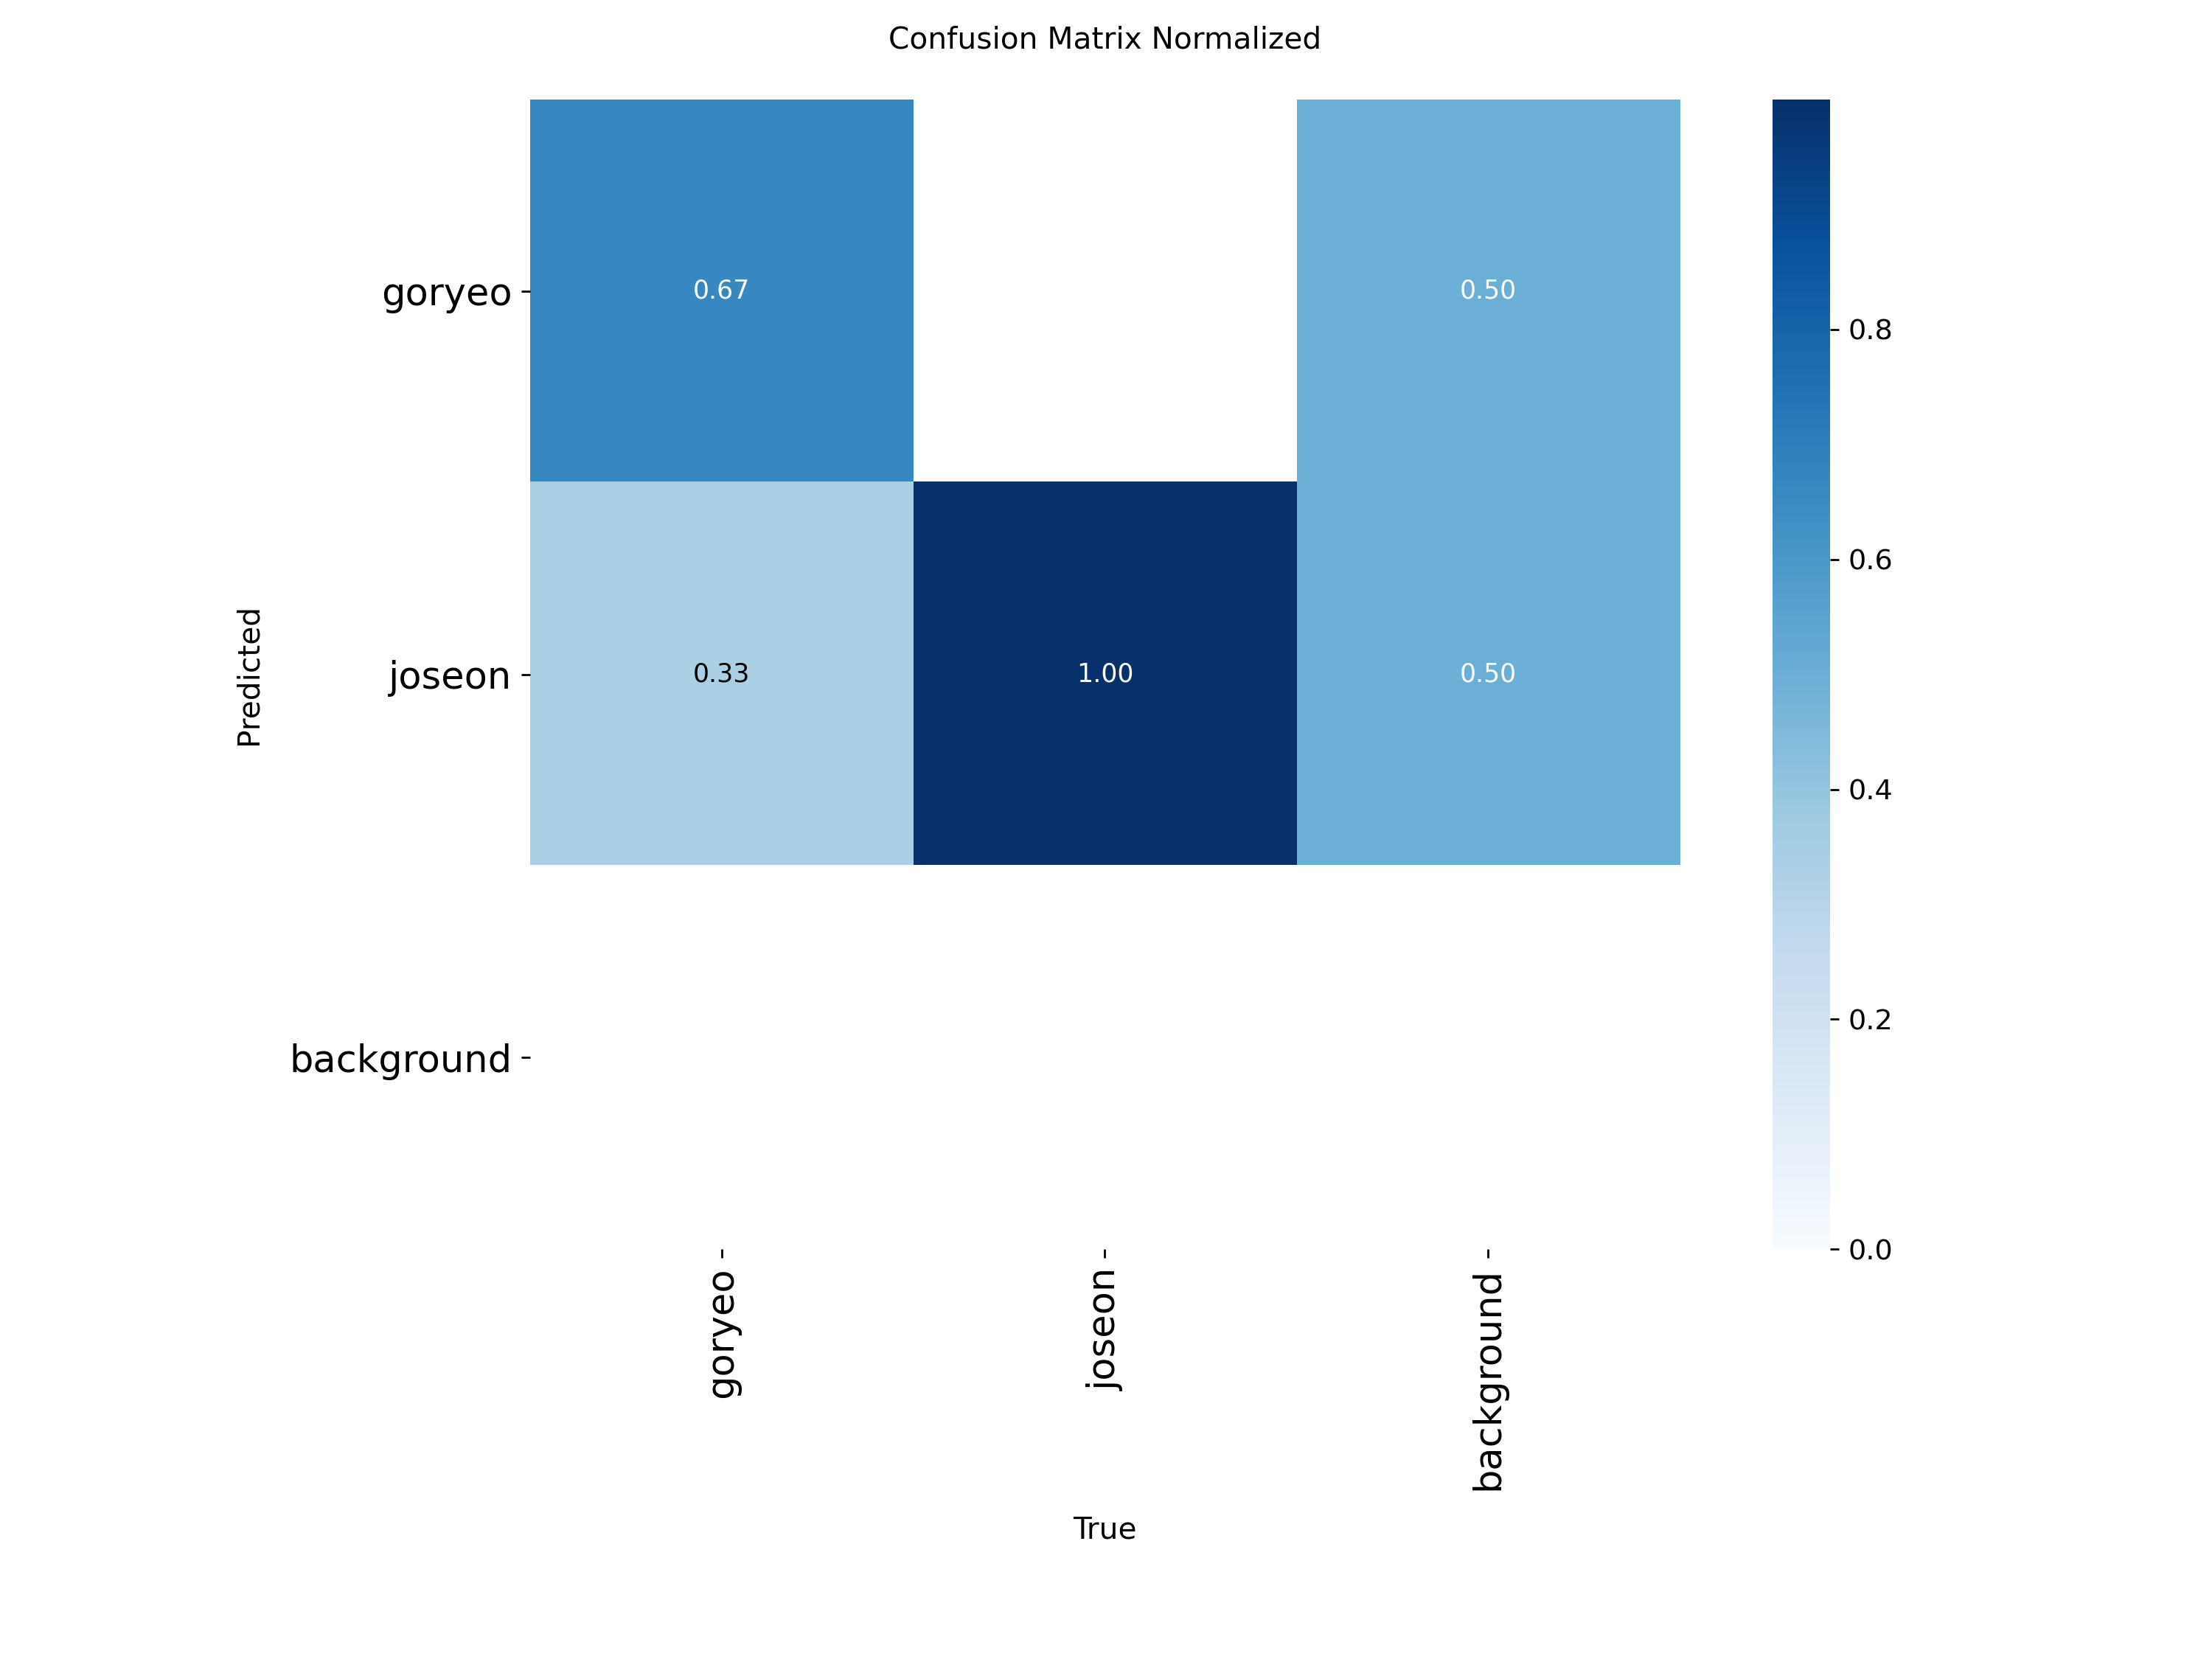 Confusion Matrix Normalized
goryeo
0.67
0.50
joseon
0.33
1.00
0.50
background
Predicted
goryeo
joseon
background
True
0.8
0.6
0.4
0.2
0.0